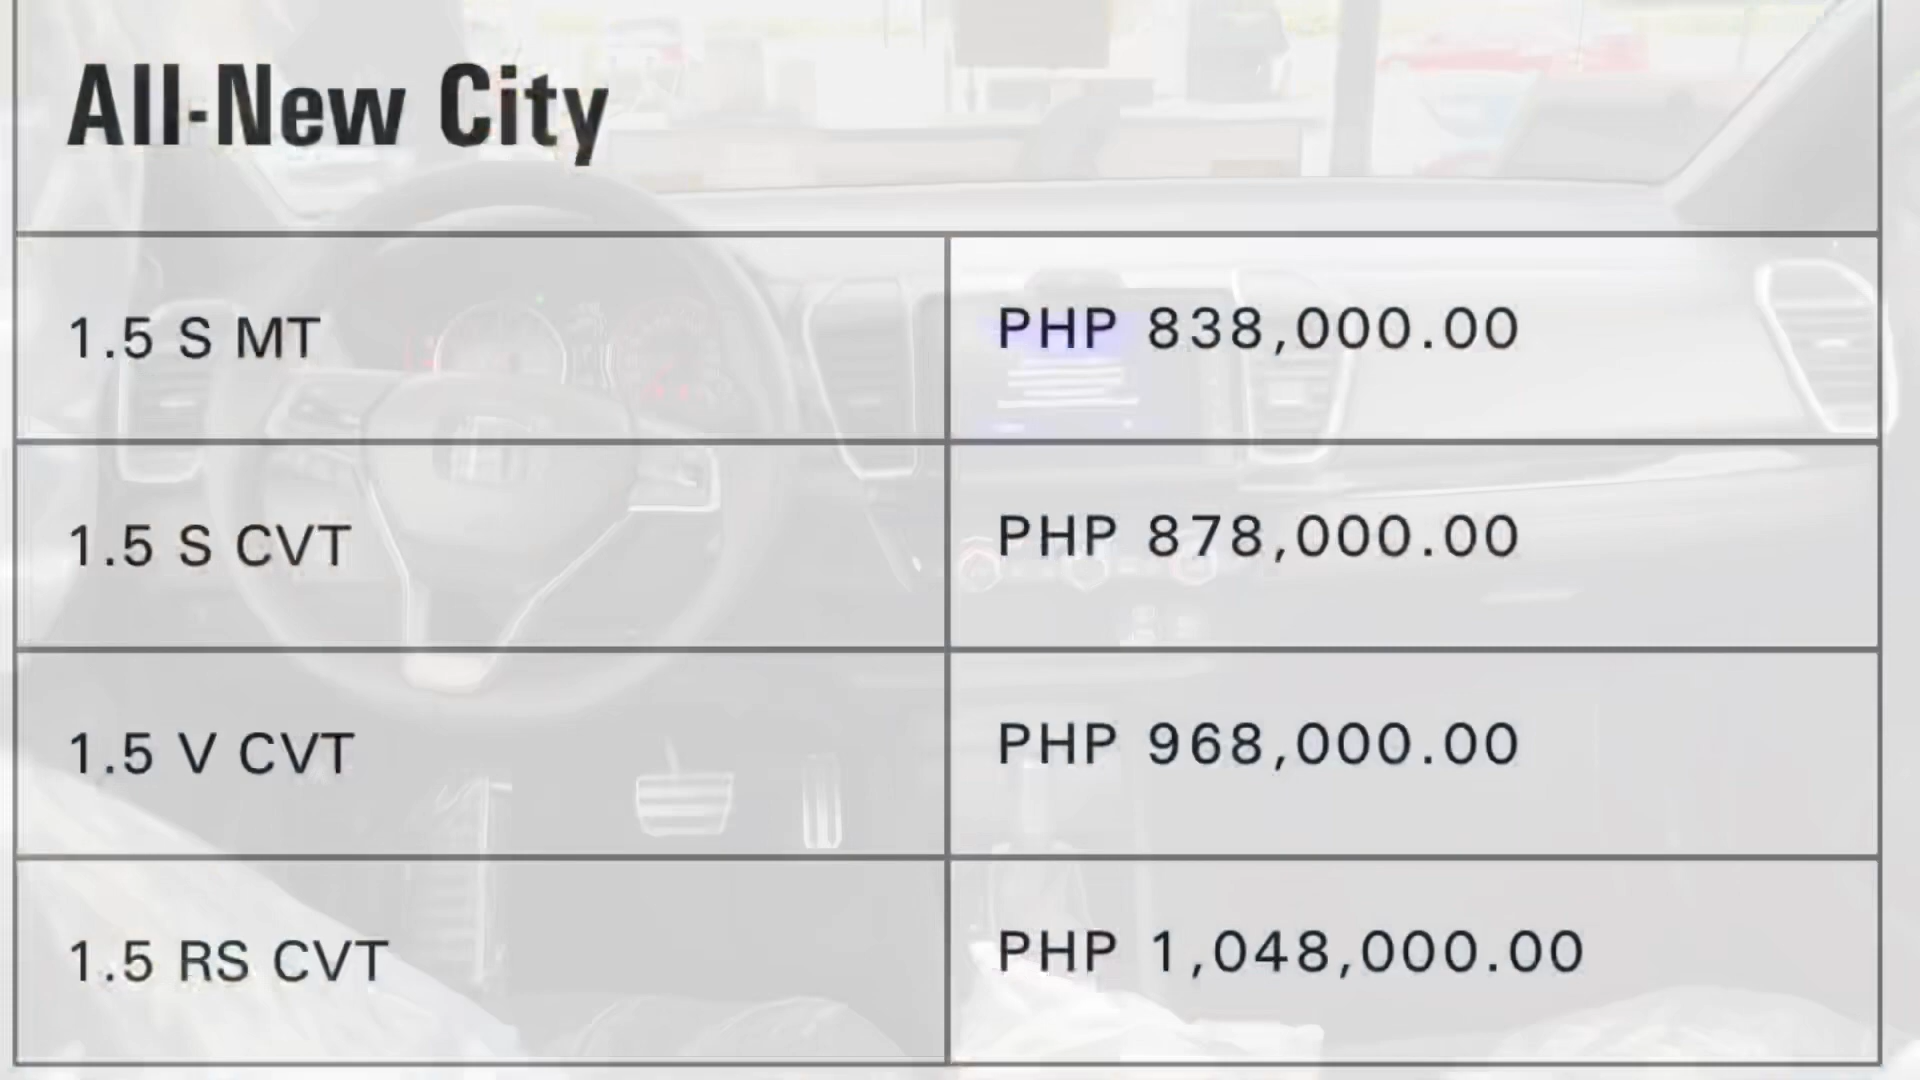 All-New City
1.5 S MT
PHP 838,000.00
1.5 S CVT
PHP 878,000.00
1.5 V CVT
PHP 968,000.00
1.5 RS CVT
PHP 1,048,000.00